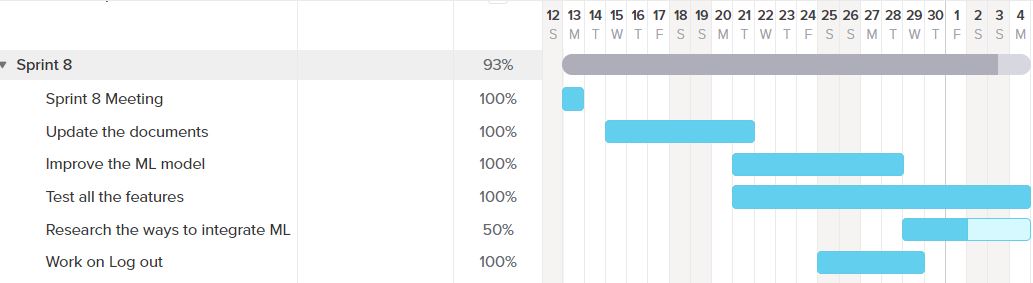 12 13 14 15 16 17 18 19 20 21 22 23 24 25 26 27 28 29 30 1 2 3 4
S M T W T F S S M T W T F S S M T W T F S S M
Sprint 8 93%
Sprint 8 Meeting 100%
Update the documents 100%
Improve the ML model 100%
Test all the features 100%
Research the ways to integrate ML 50%
Work on Log out 100%